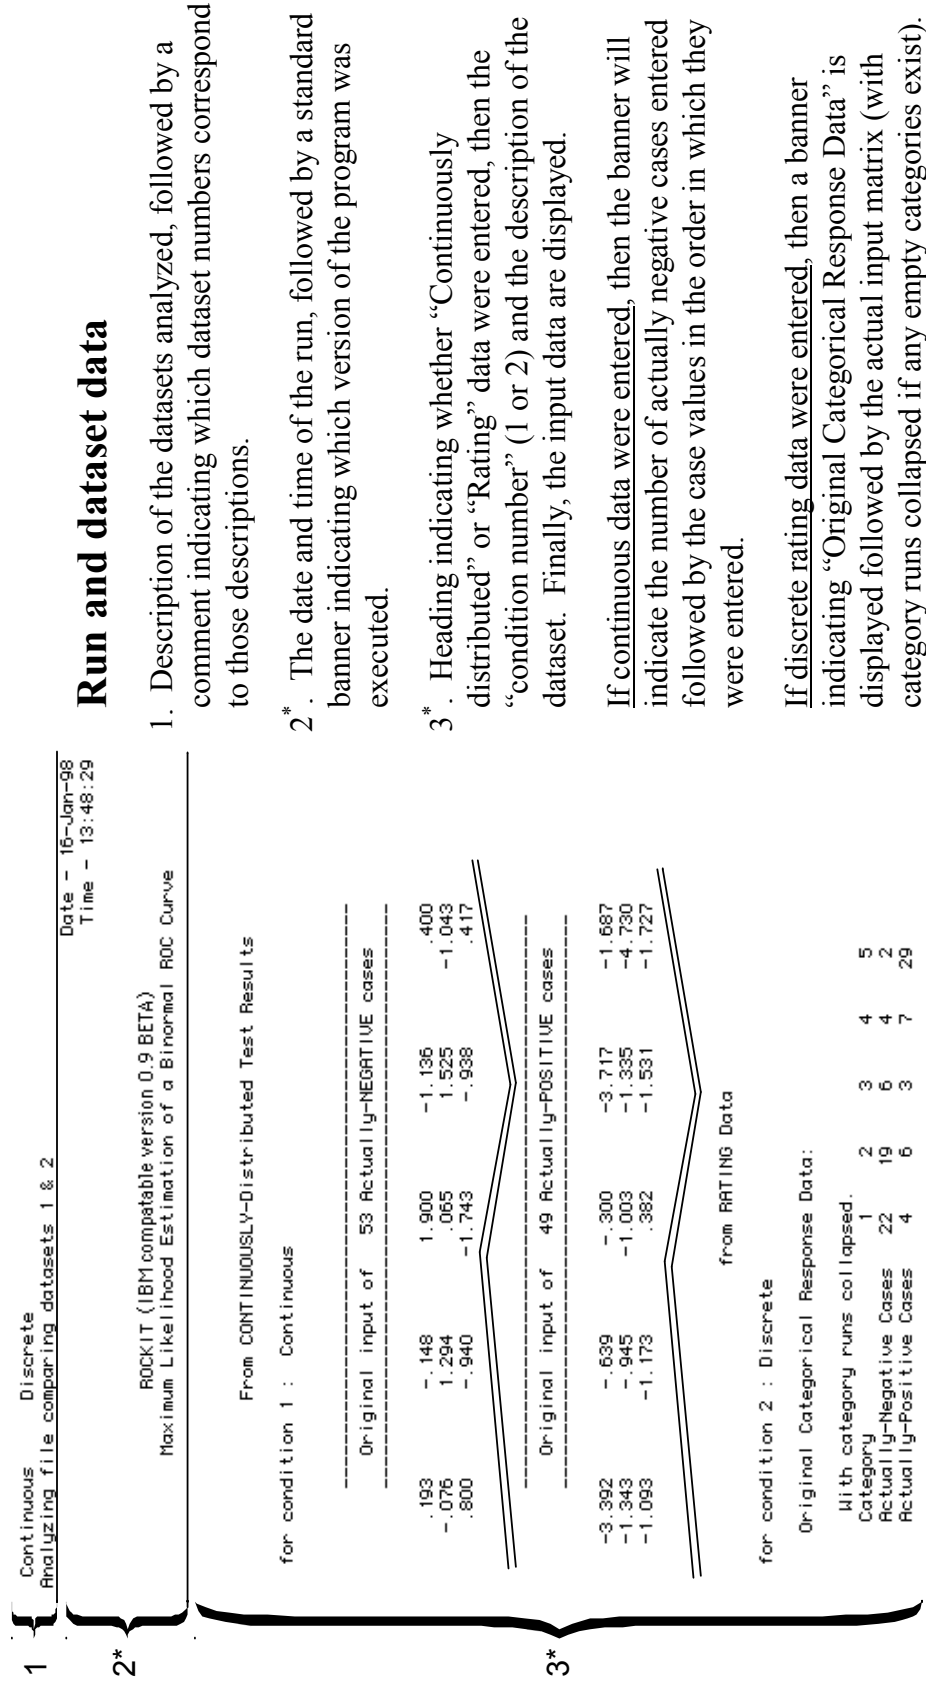 1
Continuous Discrete
Analyzing file comparing datasets 1 & 2
2*
Date - 16-Jan-98
Time - 13:48:29
ROCKIT (IBM compatable version 0.9 BETA)
Maximum Likelihood Estimation of a Binormal ROC Curve
3*
From CONTINUOUSLY-Distributed Test Results
for condition 1 : Continuous
Original input of 53 Actually-NEGATIVE cases
.193 -.148 1.900 -1.136 .400
-.076 1.294 .065 1.525 -1.043
.800 -.940 -1.743 -.938 .417
Original input of 49 Actually-POSITIVE cases
-3.392 -.639 -.300 -3.717 -1.687
-1.343 -.945 -1.003 -1.335 -4.730
-1.093 -1.173 .382 -1.531 -1.727
from RATING Data
for condition 2 : Discrete
Original Categorical Response Data:
With category runs collapsed.
Category 1 2 3 4 5
Actually-Negative Cases 22 19 6 4 2
Actually-Positive Cases 4 6 3 7 29
Run and dataset data
1. Description of the datasets analyzed, followed by a
comment indicating which dataset numbers correspond
to those descriptions.
2*. The date and time of the run, followed by a standard
banner indicating which version of the program was
executed.
3*. Heading indicating whether “Continuously
distributed” or “Rating” data were entered, then the
“condition number” (1 or 2) and the description of the
dataset. Finally, the input data are displayed.
If continuous data were entered, then the banner will
indicate the number of actually negative cases entered
followed by the case values in the order in which they
were entered.
If discrete rating data were entered, then a banner
indicating “Original Categorical Response Data” is
displayed followed by the actual input matrix (with
category runs collapsed if any empty categories exist).